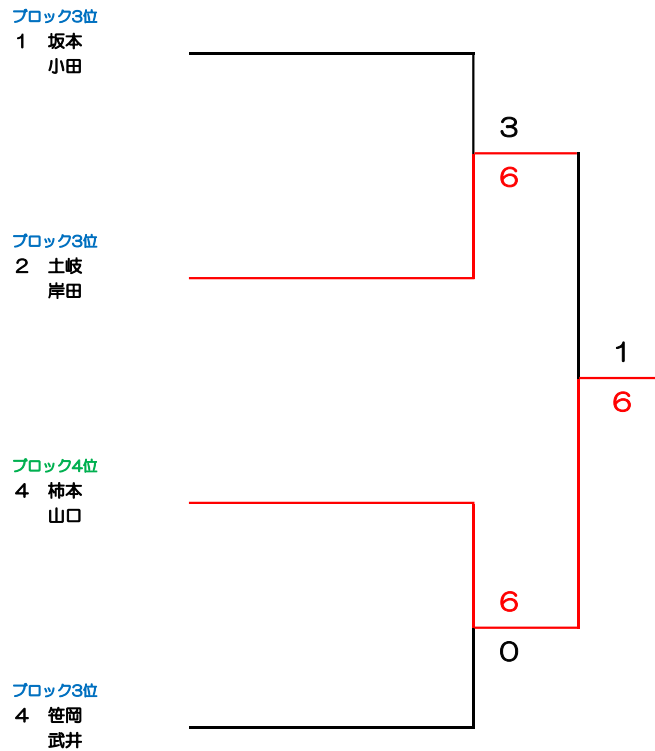 ブロック3位
1 坂本
小田
3
6
ブロック3位
2 土岐
岸田
1
6
ブロック4位
4 柿本
山口
6
0
ブロック3位
4 笹岡
武井